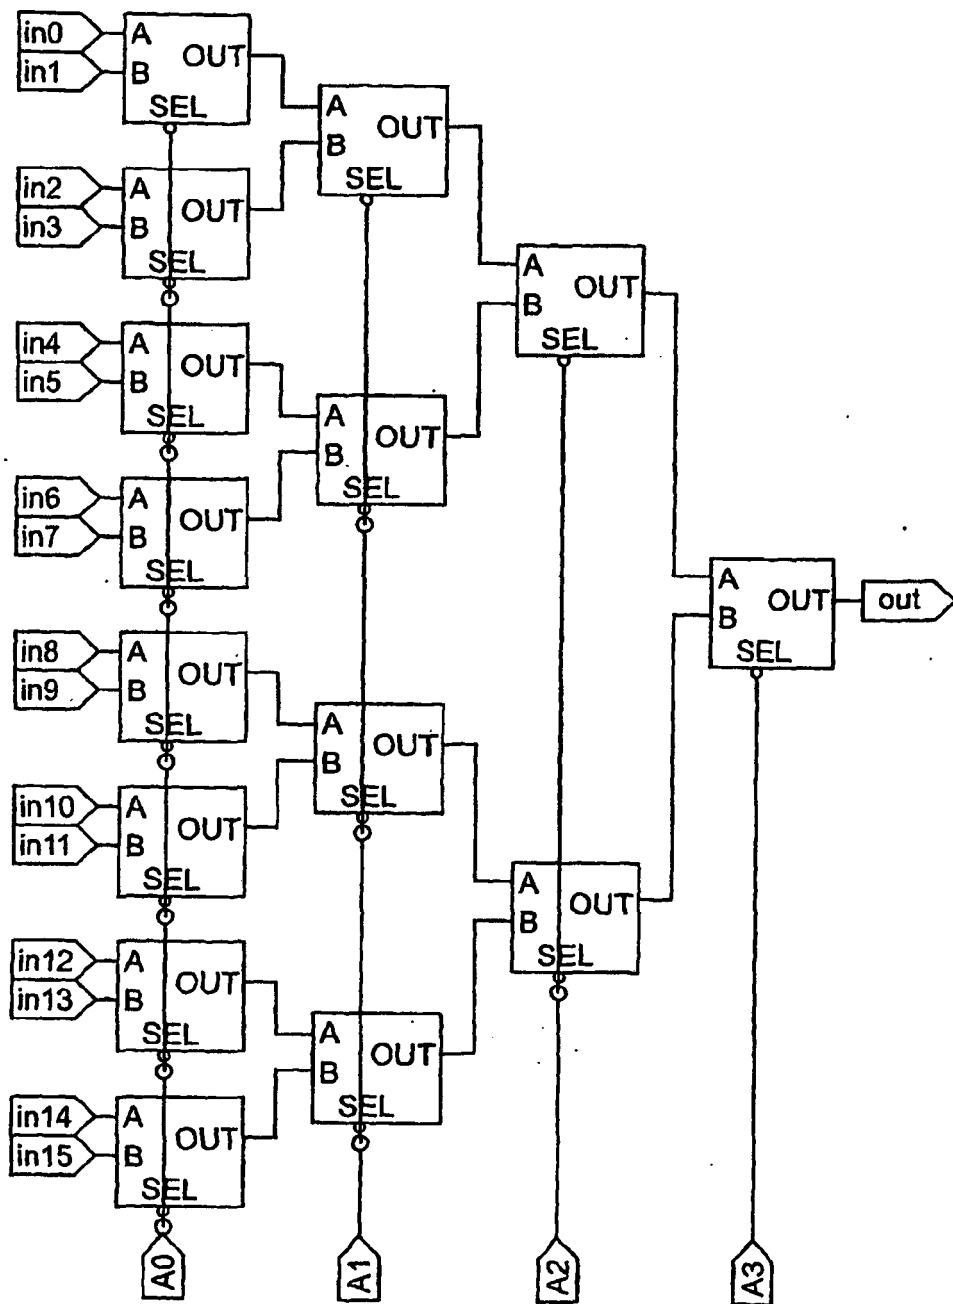 in0
A
OUT
in1
B
SEL
A
OUT
B
SEL
in2
A
OUT
in3
B
SEL
A
OUT
B
SEL
in4
A
OUT
in5
B
SEL
A
OUT
B
SEL
in6
A
OUT
in7
B
SEL
A
OUT
out
B
SEL
in8
A
OUT
in9
B
SEL
A
OUT
B
SEL
in10
A
OUT
in11
B
SEL
A
OUT
B
SEL
in12
A
OUT
in13
B
SEL
A
OUT
B
SEL
in14
A
OUT
in15
B
SEL
A0
A1
A2
A3